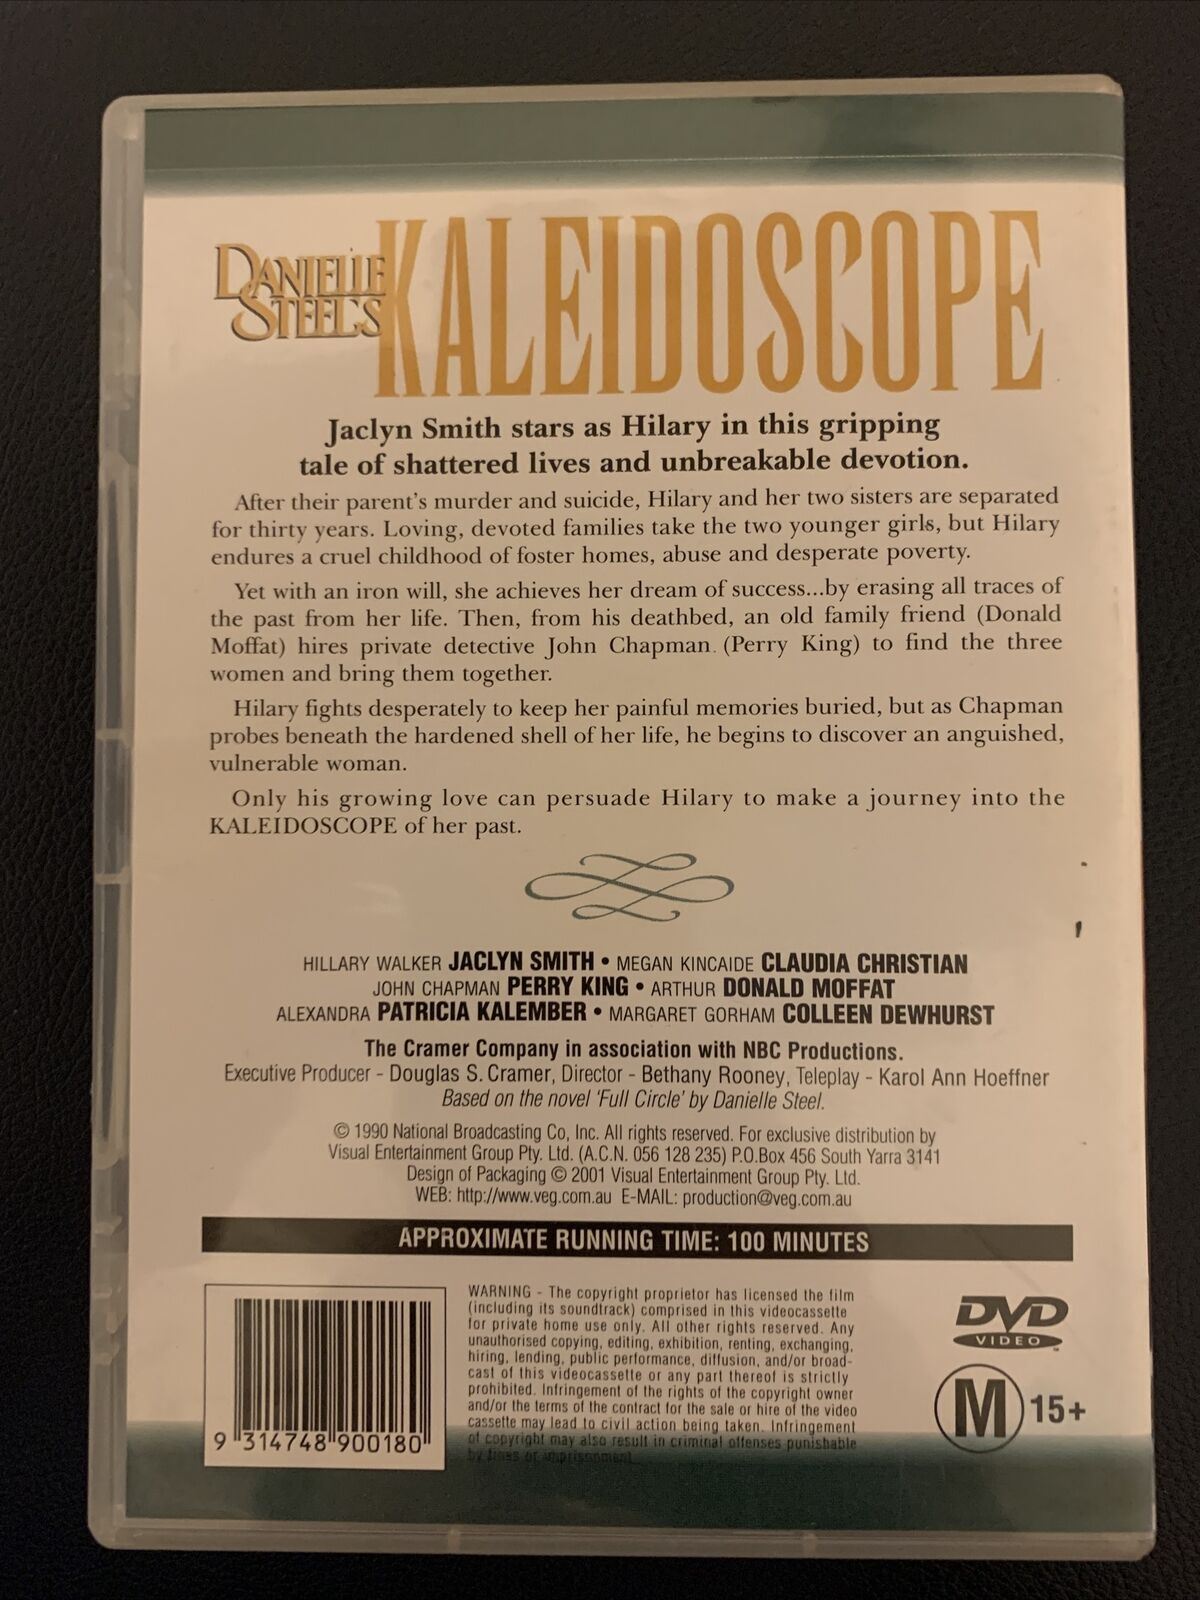 DANIELLE STEEL'S KALEIDOSCOPE
Jaclyn Smith stars as Hilary in this gripping
tale of shattered lives and unbreakable devotion.
After their parent's murder and suicide, Hilary and her two sisters are separated
for thirty years. Loving, devoted families take the two younger girls, but Hilary
endures a cruel childhood of foster homes, abuse and desperate poverty.
Yet with an iron will, she achieves her dream of success...by erasing all traces of
the past from her life. Then, from his deathbed, an old family friend (Donald
Moffat) hires private detective John Chapman. (Perry King) to find the three
women and bring them together.
Hilary fights desperately to keep her painful memories buried, but as Chapman
probes beneath the hardened shell of her life, he begins to discover an anguished,
vulnerable woman.
Only his growing love can persuade Hilary to make a journey into the
KALEIDOSCOPE of her past.
HILLARY WALKER JACLYN SMITH • MEGAN KINCAIDE CLAUDIA CHRISTIAN
JOHN CHAPMAN PERRY KING • ARTHUR DONALD MOFFAT
ALEXANDRA PATRICIA KALEMBER • MARGARET GORHAM COLLEEN DEWHURST
The Cramer Company in association with NBC Productions.
Executive Producer - Douglas S. Cramer, Director - Bethany Rooney, Teleplay - Karol Ann Hoeffner
Based on the novel 'Full Circle' by Danielle Steel.
© 1990 National Broadcasting Co, Inc. All rights reserved. For exclusive distribution by
Visual Entertainment Group Pty. Ltd. (A.C.N. 056 128 235) P.O.Box 456 South Yarra 3141
Design of Packaging © 2001 Visual Entertainment Group Pty. Ltd.
WEB: http://www.veg.com.au E-MAIL: production@veg.com.au
APPROXIMATE RUNNING TIME: 100 MINUTES
9 314748 900180
WARNING - The copyright proprietor has licensed the film
(including its soundtrack) comprised in this videocassette
for private home use only. All other rights reserved. Any
unauthorised copying, editing, exhibition, renting, exchanging,
hiring, lending, public performance, diffusion, and/or broad-
cast of this videocassette or any part thereof is strictly
prohibited. Infringement of the rights of the copyright owner
and/or the terms of the contract for the sale or hire of the video
cassette may lead to civil action being taken. Infringement
of copyright may also result in criminal offenses punishable
by fines or imprisonment.
DVD
VIDEO
M 15+